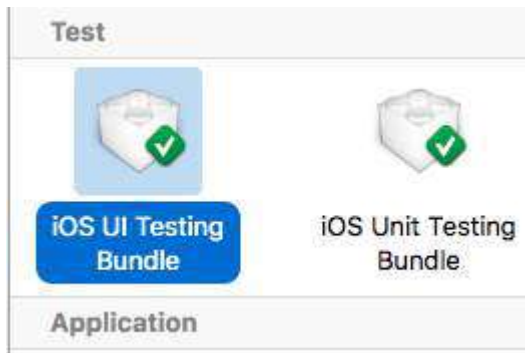 Test
iOS UI Testing
Bundle
iOS Unit Testing
Bundle
Application